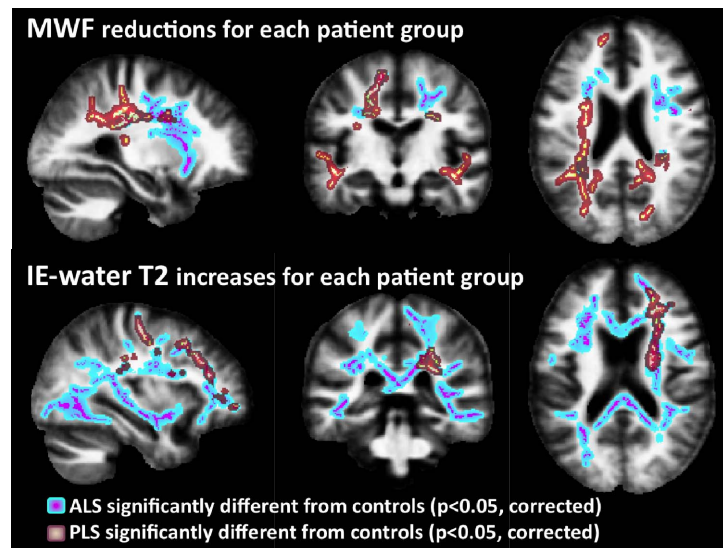 MWF reductions for each patient group
IE-water T2 increases for each patient group
ALS significantly different from controls (p<0.05, corrected)
PLS significantly different from controls (p<0.05, corrected)